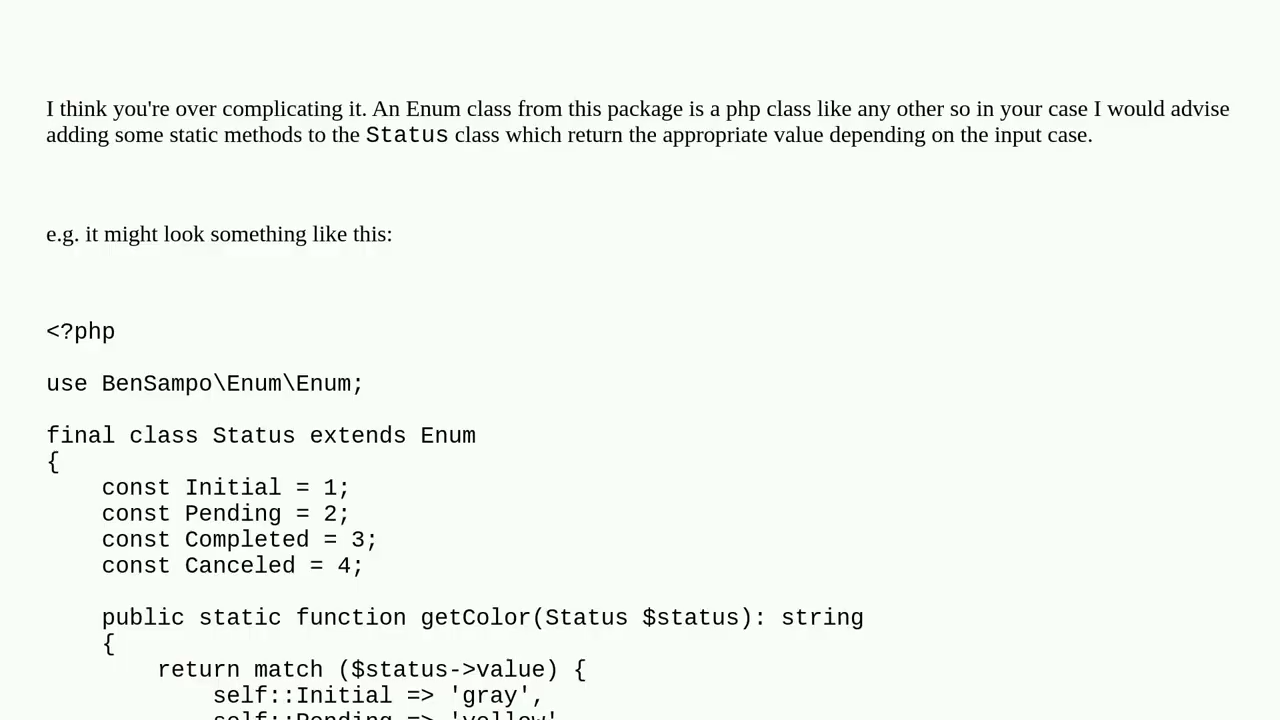 I think you're over complicating it. An Enum class from this package is a php class like any other so in your case I would advise
adding some static methods to the Status class which return the appropriate value depending on the input case.
e.g. it might look something like this:
<?php
use BenSampo\Enum\Enum;
final class Status extends Enum
{
    const Initial = 1;
    const Pending = 2;
    const Completed = 3;
    const Canceled = 4;
    public static function getColor(Status $status): string
    {
        return match ($status->value) {
            self::Initial => 'gray',
            self::Pending => 'yellow'